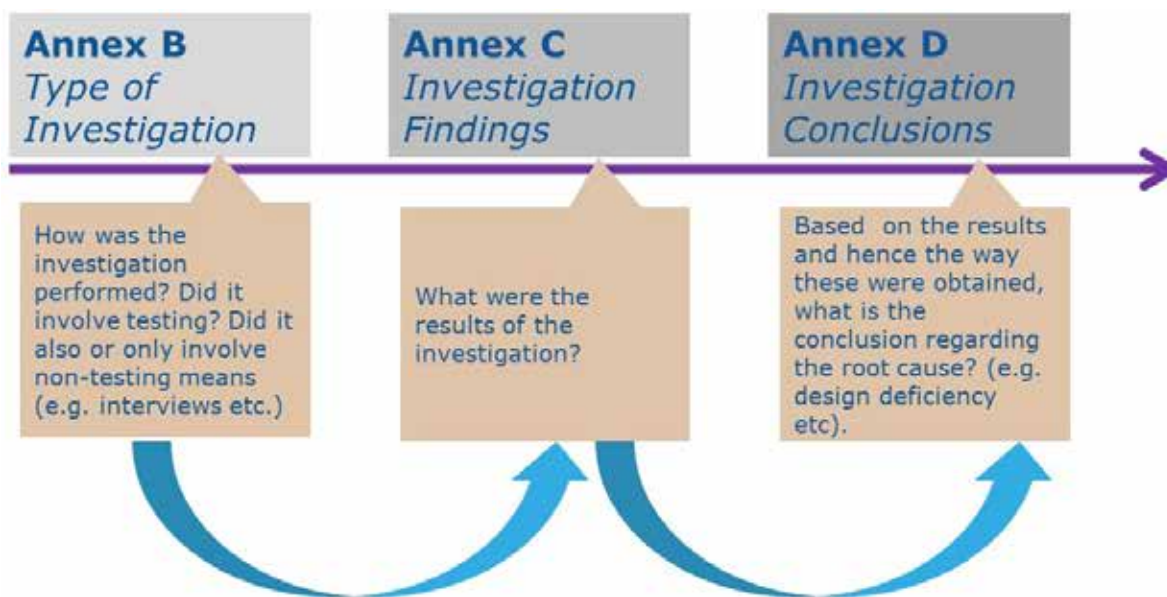 Annex B
Type of
Investigation
Annex C
Investigation
Findings
Annex D
Investigation
Conclusions
How was the
investigation
performed? Did it
involve testing? Did it
also or only involve
non-testing means
(e.g. interviews etc.)
What were the
results of the
investigation?
Based on the results
and hence the way
these were obtained,
what is the
conclusion regarding
the root cause? (e.g.
design deficiency
etc).